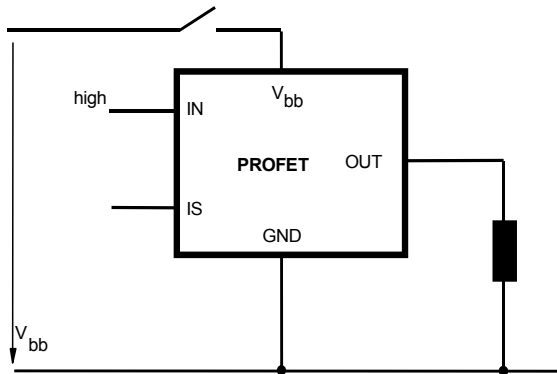 V bb
high
IN
PROFET
OUT
IS
GND
V bb